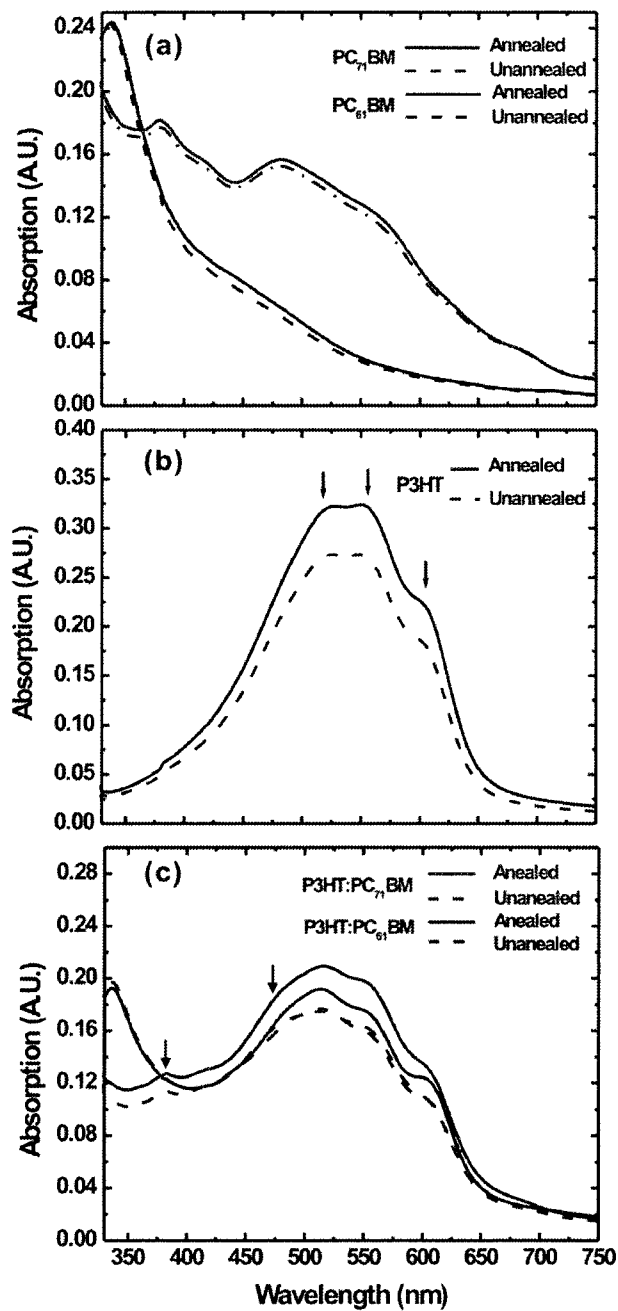 (a)
PC71BM Annealed
Unannealed
PC61BM Annealed
Unannealed
0.24
0.20
0.16
0.12
0.08
0.04
0.00
Absorption (A.U.)
(b)
P3HT Annealed
Unannealed
0.40
0.35
0.30
0.25
0.20
0.15
0.10
0.05
0.00
Absorption (A.U.)
(c)
P3HT:PC71BM Anealed
Unanealed
P3HT:PC61BM Anealed
Unanealed
0.28
0.24
0.20
0.16
0.12
0.08
0.04
0.00
Absorption (A.U.)
350 400 450 500 550 600 650 700 750
Wavelength (nm)